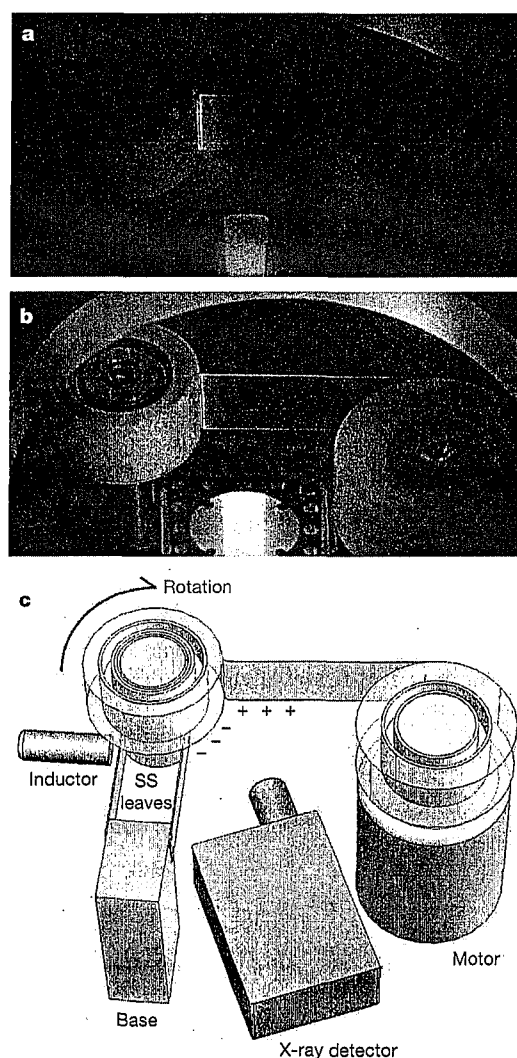 a
b
c
Rotation
+ + +
− − −
Inductor
SS
leaves
Base
Motor
X-ray detector